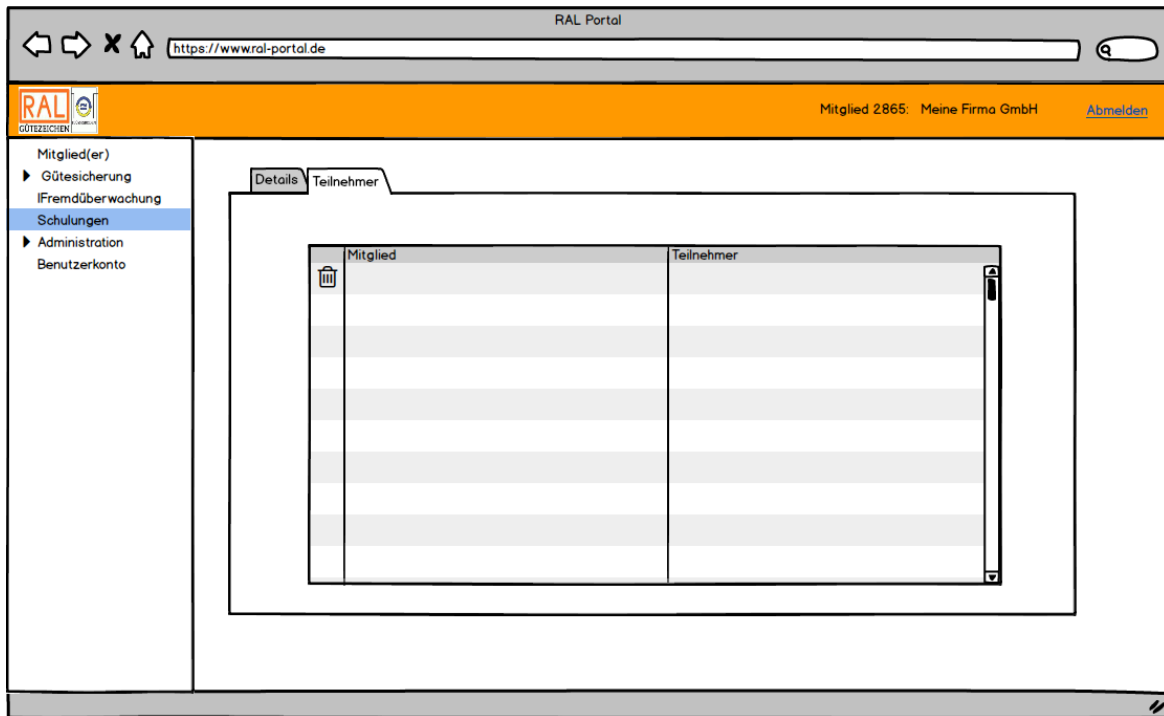 RAL Portal
https://www.ral-portal.de
RAL
GÜTEZEICHEN
Mitglied 2865: Meine Firma GmbH
Abmelden
Mitglied(er)
Gütesicherung
lFremdüberwachung
Schulungen
Administration
Benutzerkonto
Details
Teilnehmer
Mitglied
Teilnehmer